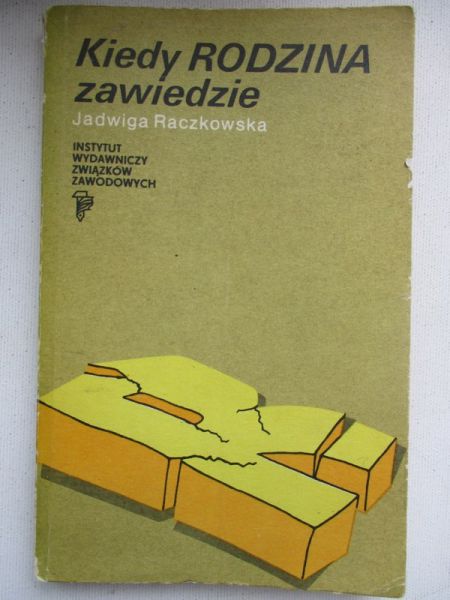 Kiedy RODZINA
zawiedzie
Jadwiga Raczkowska
INSTYTUT
WYDAWNICZY
ZWIĄZKÓW
ZAWODOWYCH